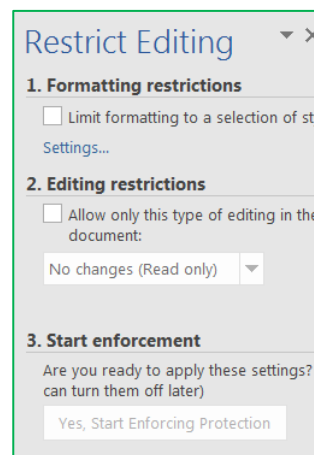 Restrict Editing
1. Formatting restrictions
Limit formatting to a selection of st
Settings...
2. Editing restrictions
Allow only this type of editing in the
document:
No changes (Read only)
3. Start enforcement
Are you ready to apply these settings?
can turn them off later)
Yes, Start Enforcing Protection